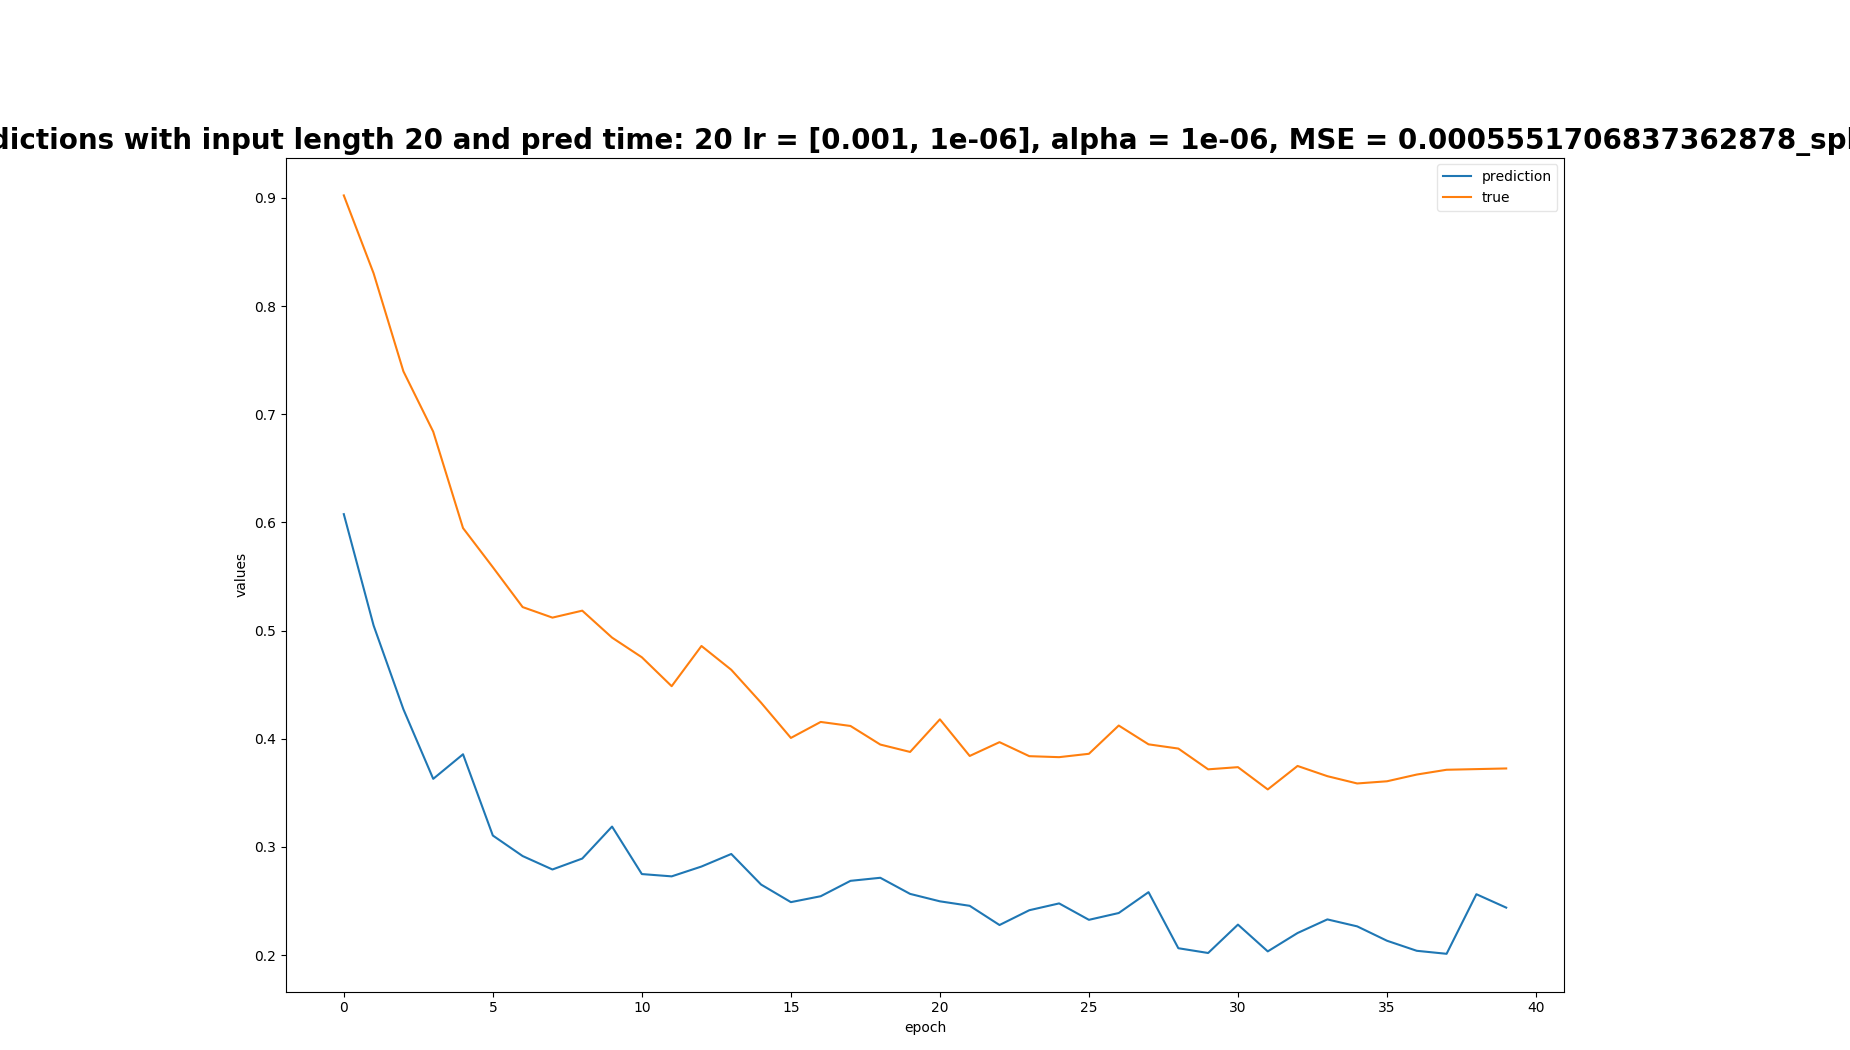 dictions with input length 20 and pred time: 20 lr = [0.001, 1e-06], alpha = 1e-06, MSE = 0.0005551706837362878_spl
prediction
true
0.9
0.8
0.7
0.6
0.5
0.4
0.3
0.2
values
0 5 10 15 20 25 30 35 40
epoch